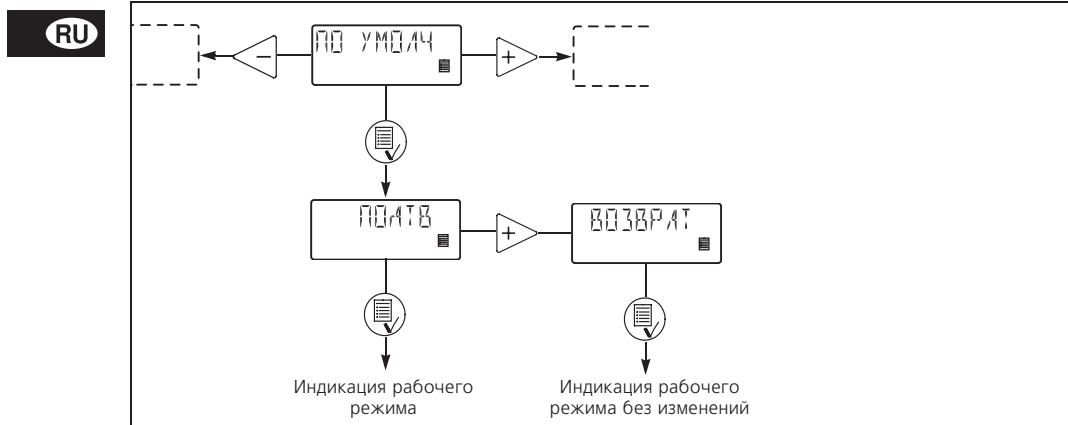 RU
ПО УМОЛЧ
−
+
ПОДТВ
+
ВОЗВРАТ
Индикация рабочего
режима
Индикация рабочего
режима без изменений